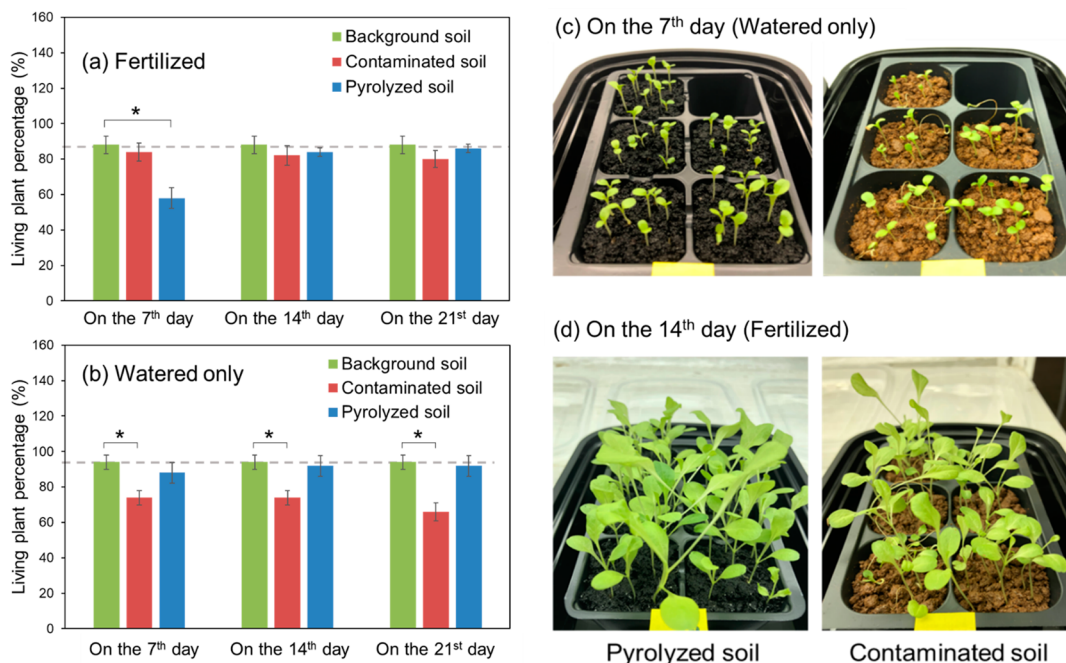 160
140
120
100
80
60
40
20
0
Living plant percentage (%)
(a) Fertilized
Background soil
Contaminated soil
Pyrolyzed soil
*
On the 7th day
On the 14th day
On the 21st day
160
140
120
100
80
60
40
20
0
Living plant percentage (%)
(b) Watered only
Background soil
Contaminated soil
Pyrolyzed soil
*
*
*
On the 7th day
On the 14th day
On the 21st day
(c) On the 7th day (Watered only)
(d) On the 14th day (Fertilized)
Pyrolyzed soil
Contaminated soil